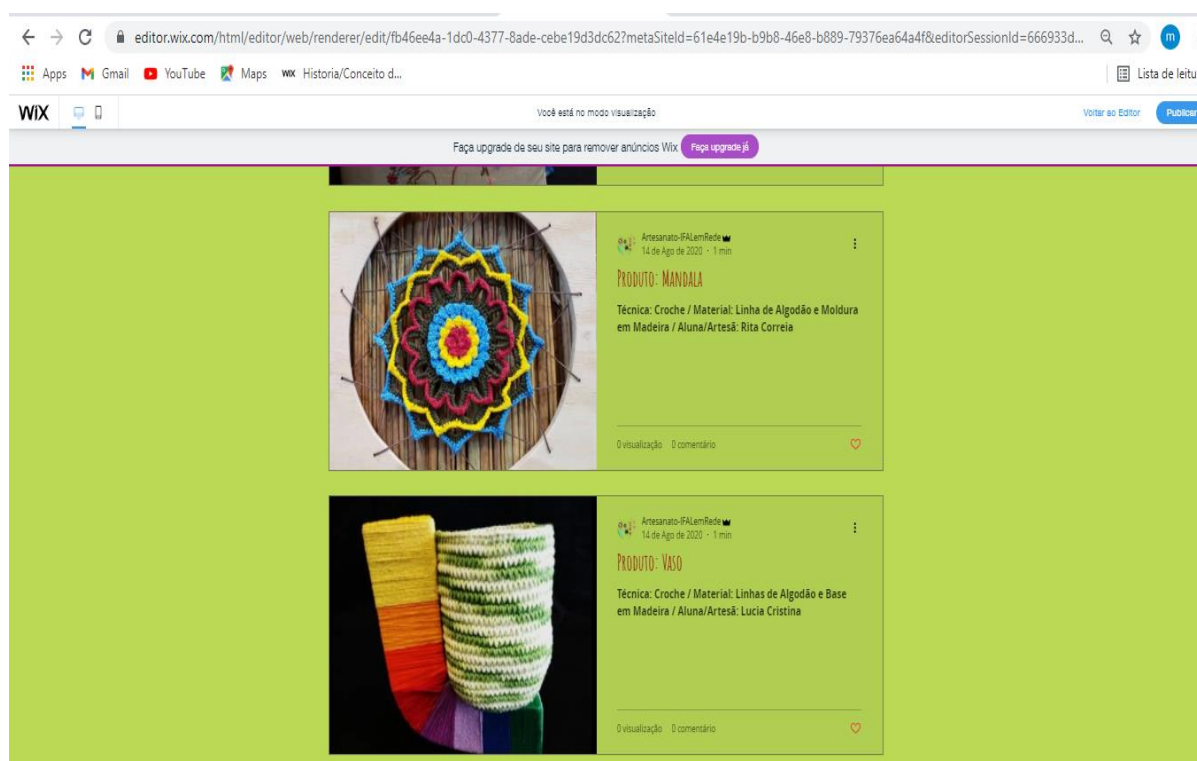 editor.wix.com/html/editor/web/renderer/edit/fb46ee4a-1dc0-4377-8ade-cebe19d3dc62?metaSiteId=61e4e19b-b9b8-46e8-b889-79376ea64a4f&editorSessionId=666933d...
m
Apps Gmail YouTube Maps WIX Historia/Conceito d... Lista de leitu
WiX Você está no modo visualização Voltar ao Editor Publicar
Faça upgrade de seu site para remover anúncios Wix Faça upgrade já
Artesanato-IFALemRede
14 de Ago de 2020 · 1 min
Produto: Mandala
Técnica: Croche / Material: Linha de Algodão e Moldura
em Madeira / Aluna/Artesã: Rita Correia
0 visualização 0 comentário
Artesanato-IFALemRede
14 de Ago de 2020 · 1 min
Produto: Vaso
Técnica: Croche / Material: Linhas de Algodão e Base
em Madeira / Aluna/Artesã: Lucia Cristina
0 visualização 0 comentário